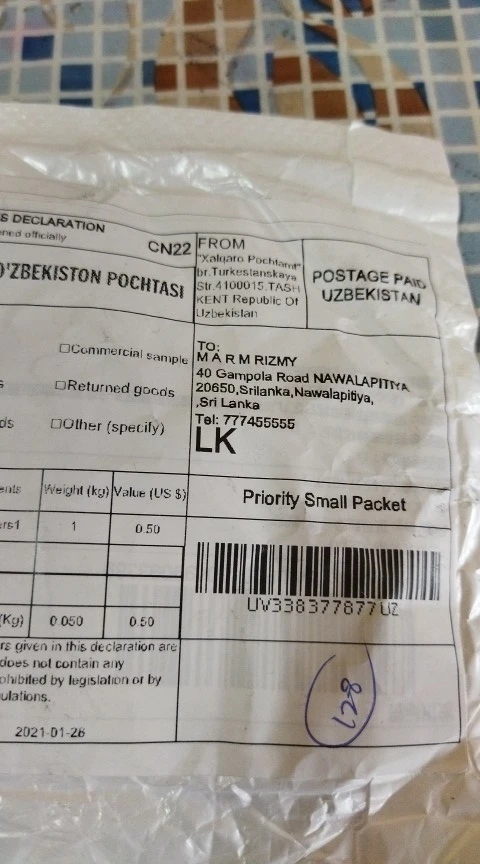 S DECLARATION
ned officially
CN22
O'ZBEKISTON POCHTASI
FROM
"Xalqaro Pochtamt"
br.Turkestanskaya
Str.4100015.TASH
KENT Republic Of
Uzbekistan
POSTAGE PAID
UZBEKISTAN
□Commercial sample
□Returned goods
ds □Other (specify)
TO:
M A R M RIZMY
40 Gampola Road NAWALAPITIYA
20650,Srilanka,Nawalapitiya,
,Sri Lanka
Tel: 777455555
LK
ents Weight (kg) Value (US $)
rs1 1 0.50
(Kg) 0.050 0.50
Priority Small Packet
UV338377877UZ
rs given in this declaration are
does not contain any
ohibited by legislation or by
ulations.
2021-01-26
128